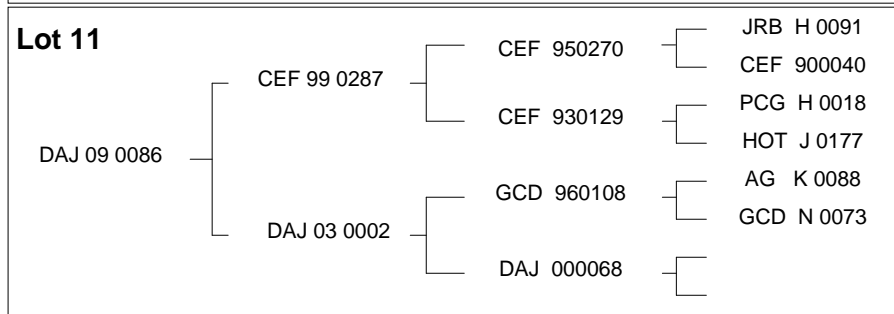 Lot 11
JRB H 0091
CEF 950270
CEF 900040
CEF 99 0287
PCG H 0018
CEF 930129
HOT J 0177
DAJ 09 0086
AG K 0088
GCD 960108
GCD N 0073
DAJ 03 0002
DAJ 000068